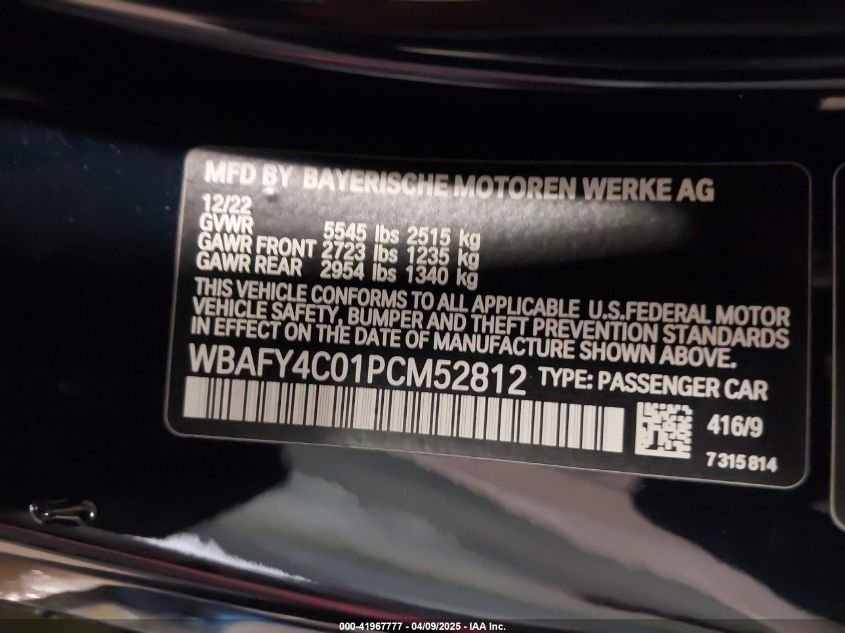 MFD BY BAYERISCHE MOTOREN WERKE AG
12/22
GVWR 5545 lbs 2515 kg
GAWR FRONT 2723 lbs 1235 kg
GAWR REAR 2954 lbs 1340 kg
THIS VEHICLE CONFORMS TO ALL APPLICABLE U.S.FEDERAL MOTOR
VEHICLE SAFETY, BUMPER AND THEFT PREVENTION STANDARDS
IN EFFECT ON THE DATE OF MANUFACTURE SHOWN ABOVE.
WBAFY4C01PCM52812 TYPE: PASSENGER CAR
416/9
7 315 814
000-41967777 - 04/09/2025 - IAA Inc.